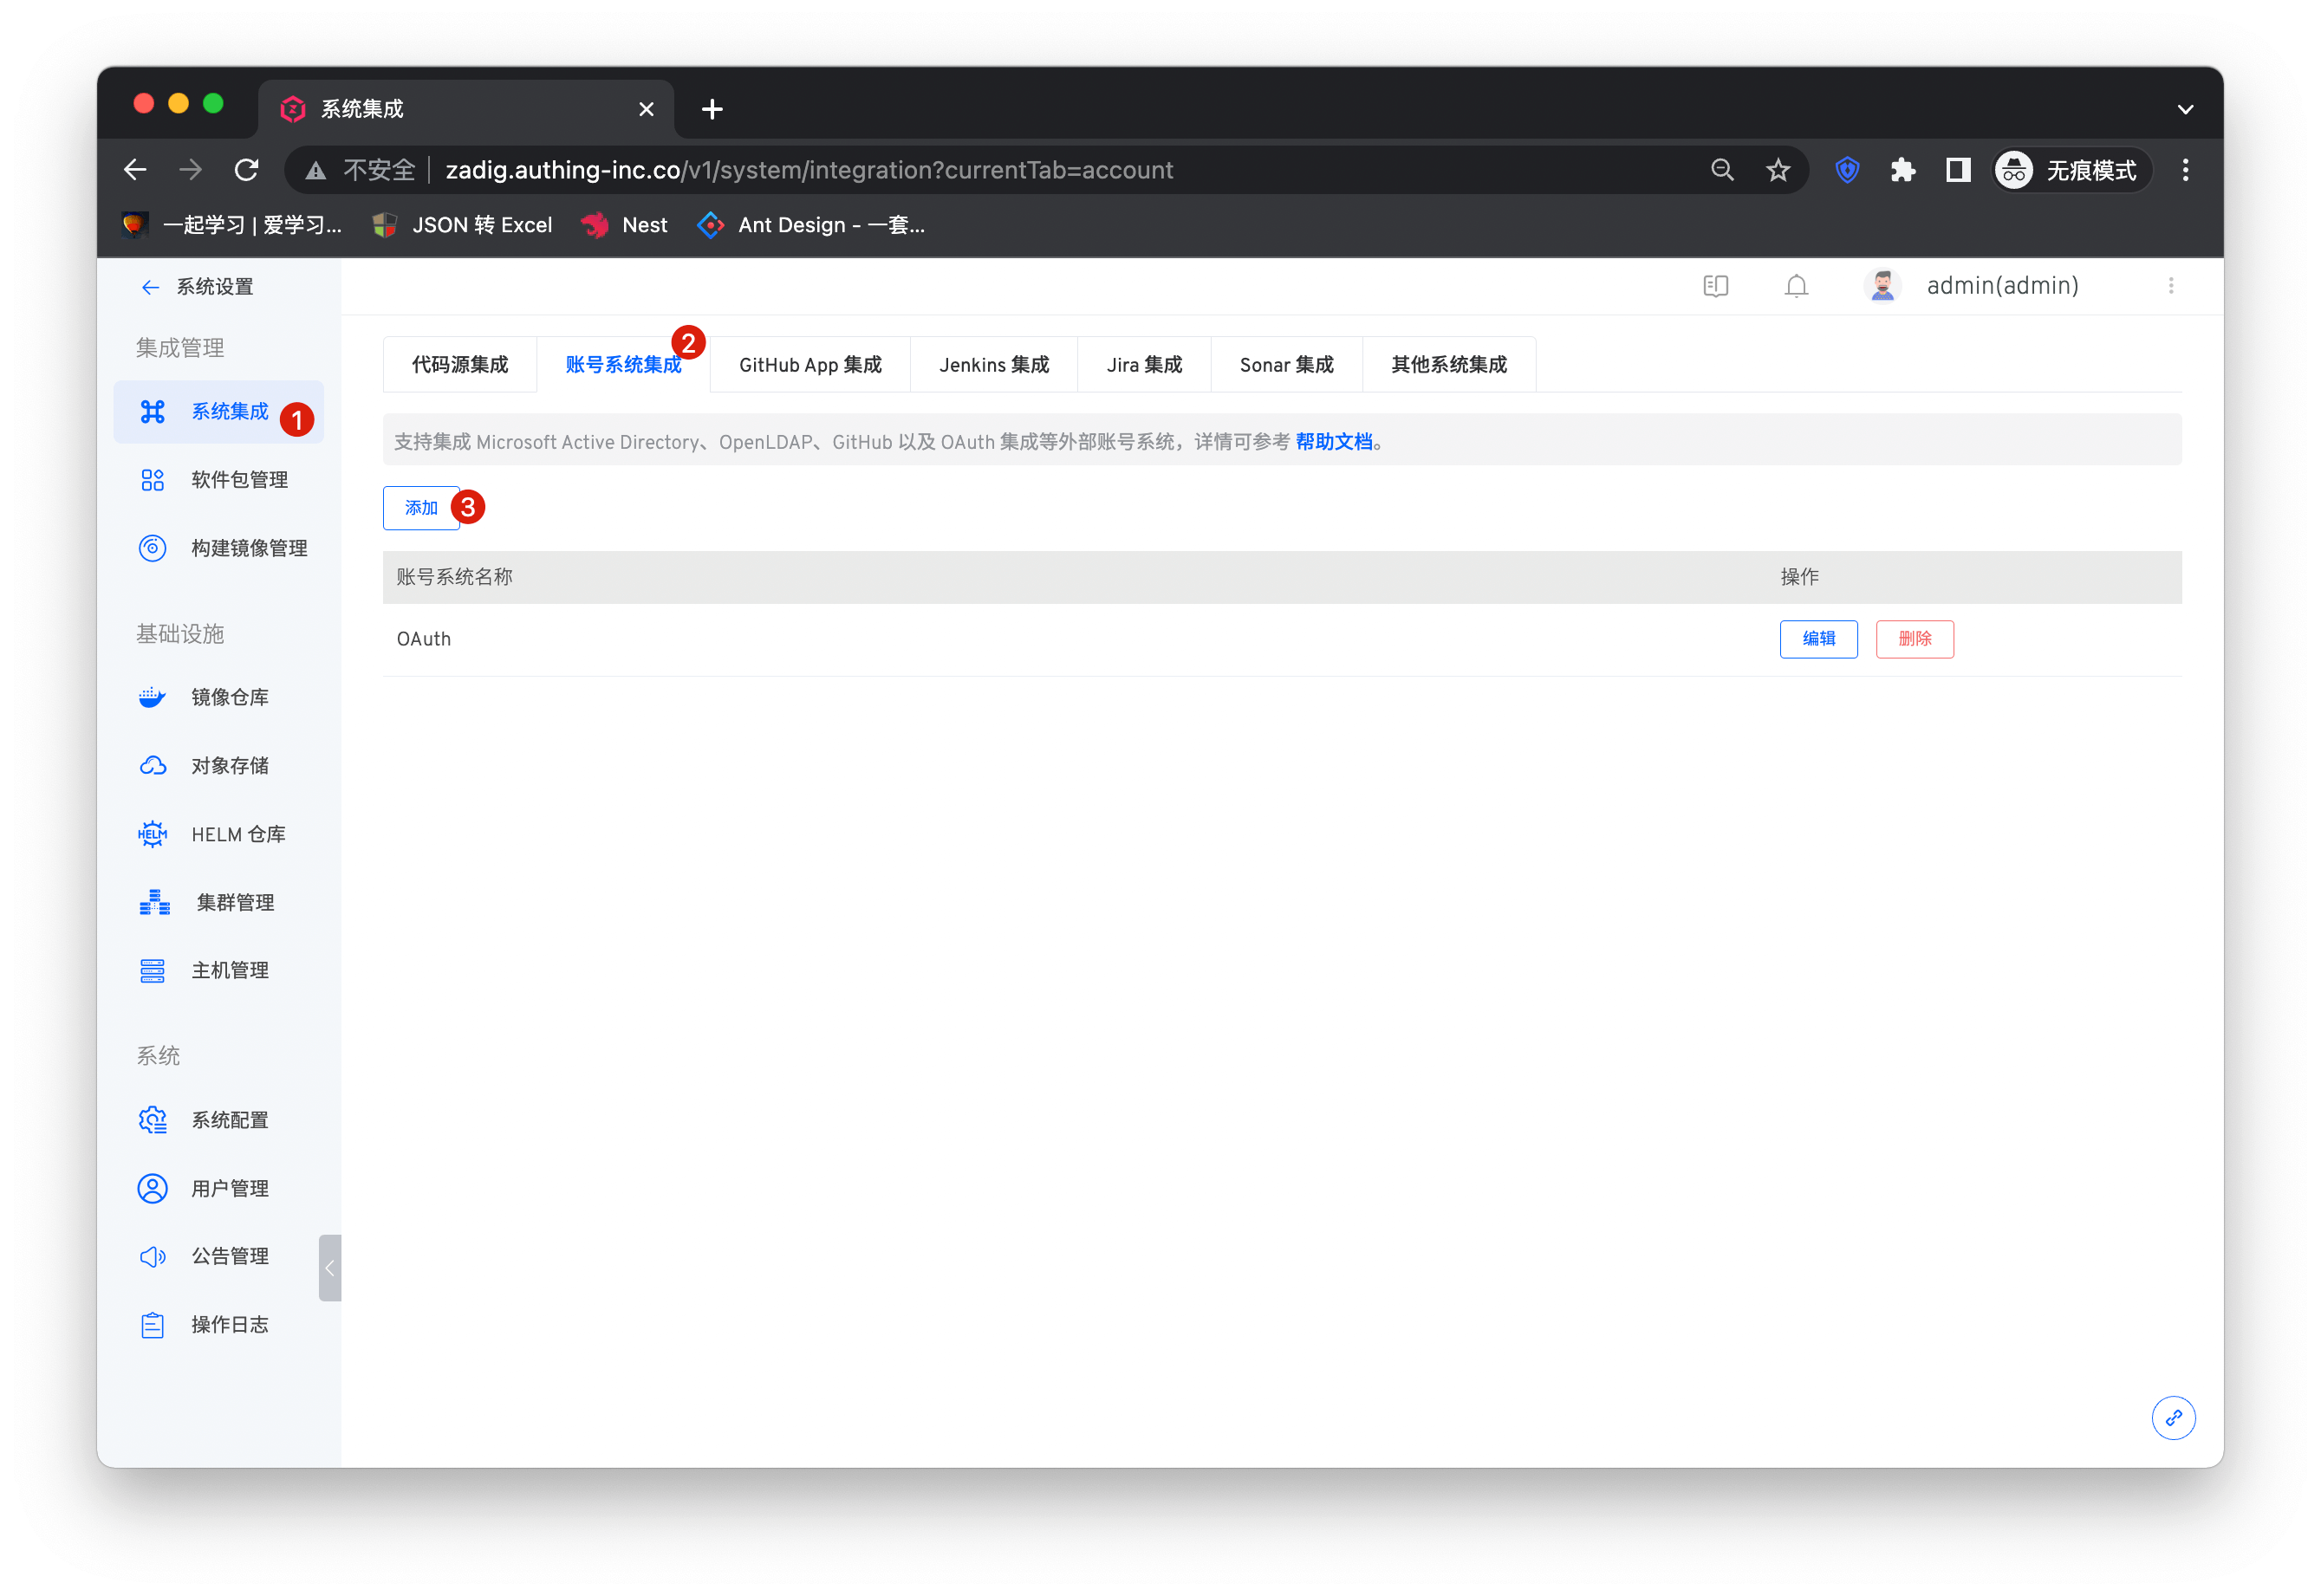 系统集成
不安全 | zadig.authing-inc.co/v1/system/integration?currentTab=account
无痕模式
一起学习 | 爱学习...
JSON 转 Excel
Nest
Ant Design - 一套...
系统设置
admin(admin)
集成管理
系统集成
1
软件包管理
构建镜像管理
基础设施
镜像仓库
对象存储
HELM
HELM 仓库
集群管理
主机管理
系统
系统配置
用户管理
公告管理
操作日志
代码源集成
账号系统集成
2
GitHub App 集成
Jenkins 集成
Jira 集成
Sonar 集成
其他系统集成
支持集成 Microsoft Active Directory、OpenLDAP、GitHub 以及 OAuth 集成等外部账号系统，详情可参考 帮助文档。
添加
3
账号系统名称
操作
OAuth
编辑
删除